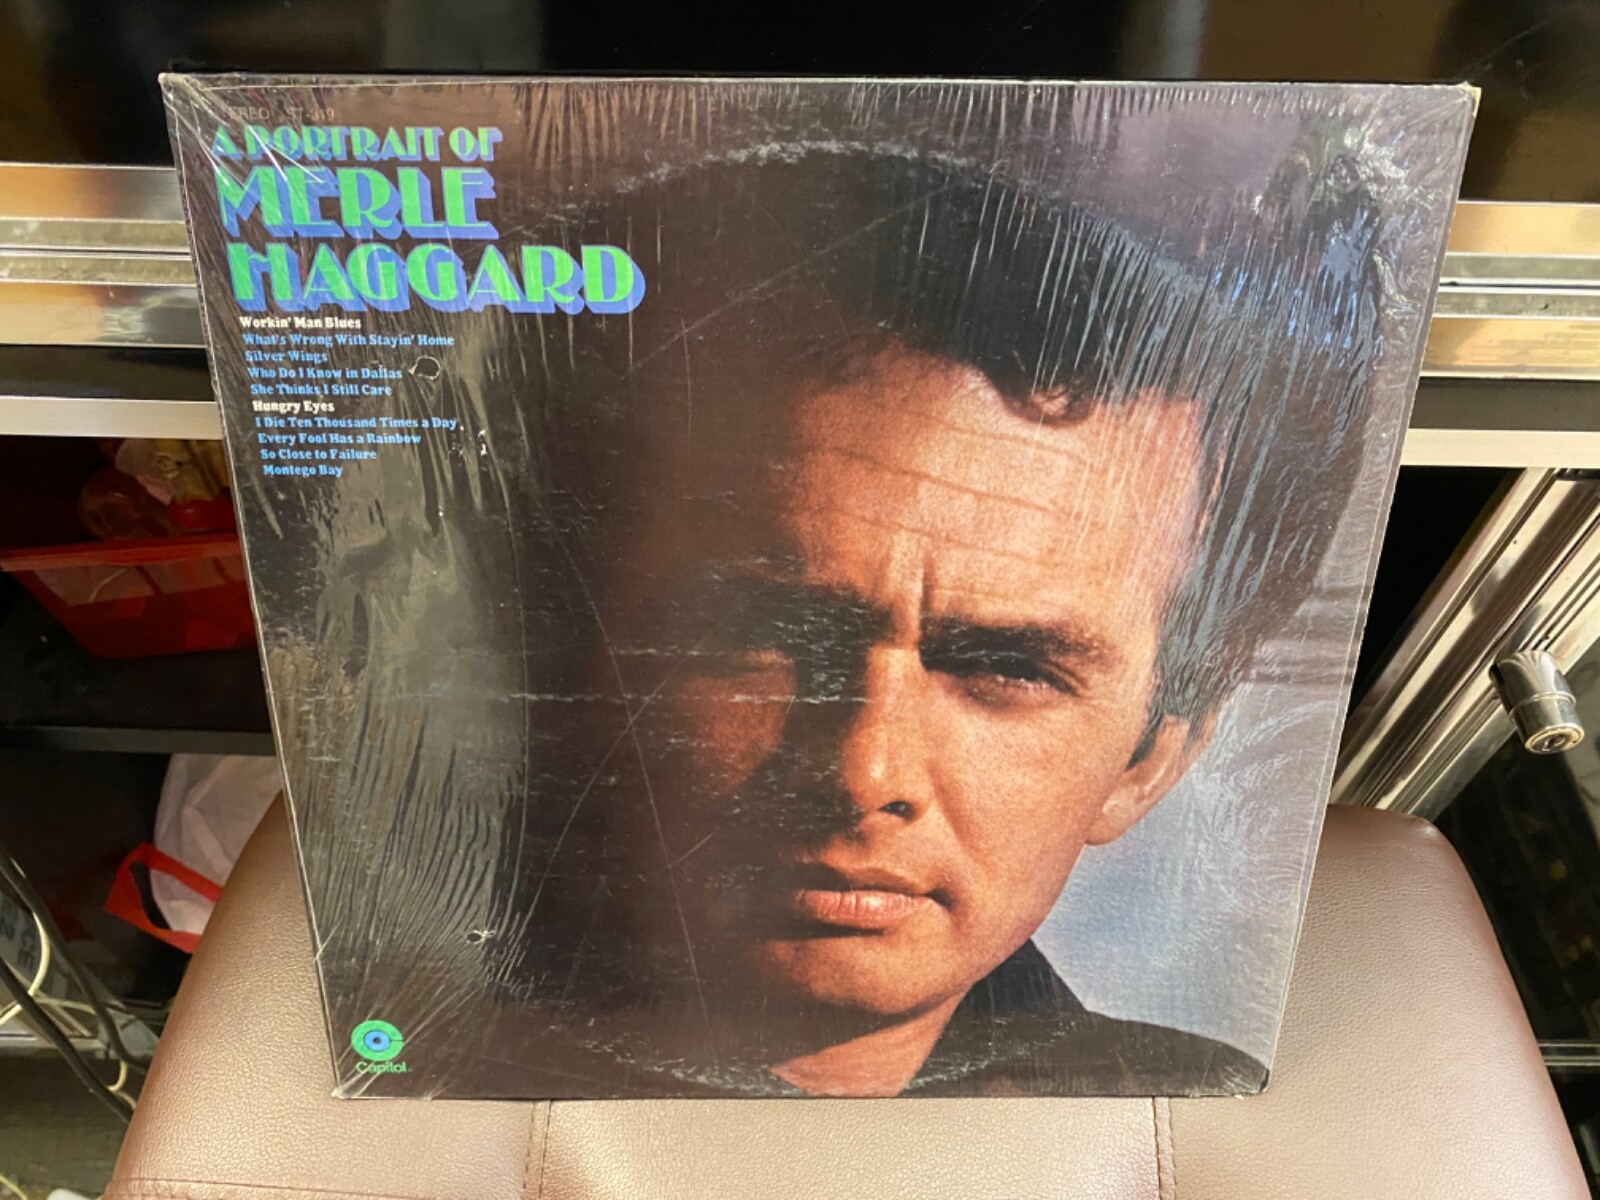 STEREO ST-319
A PORTRAIT OF
MERLE
HAGGARD
Workin' Man Blues
What's Wrong With Stayin' Home
Silver Wings
Who Do I Know in Dallas
She Thinks I Still Care
Hungry Eyes
I Die Ten Thousand Times a Day
Every Fool Has a Rainbow
So Close to Failure
Montego Bay
Capitol